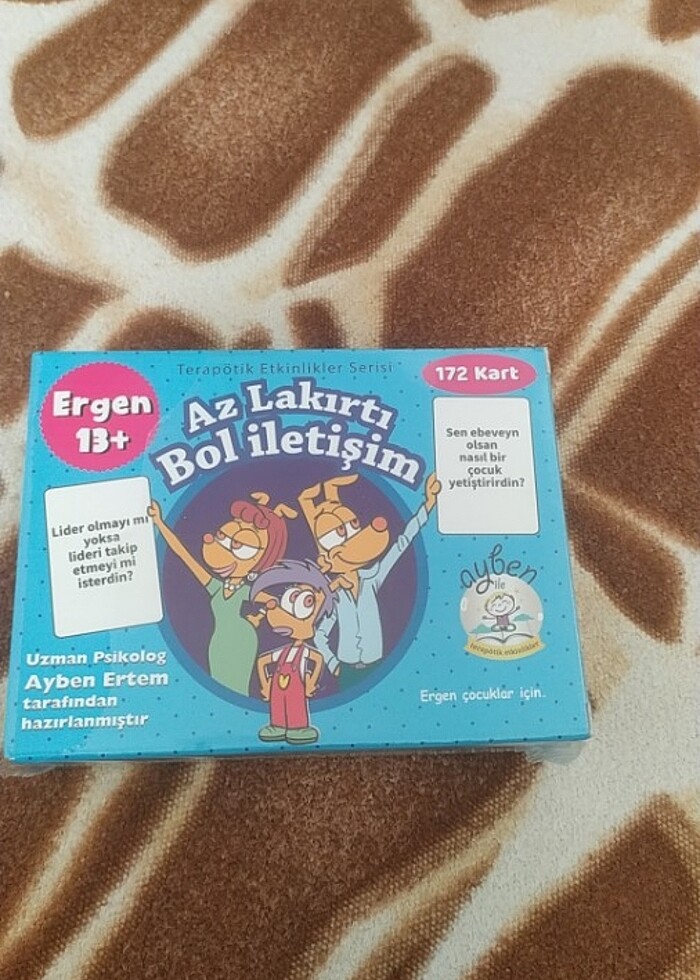 Terapötik Etkinlikler Serisi
172 Kart
Ergen
13+
Az Lakırtı
Bol iletişim
Sen ebeveyn
olsan
nasıl bir
çocuk
yetiştirirdin?
Lider olmayı mı
yoksa
lideri takip
etmeyi mi
isterdin?
ayben
ile
terapötik etkinlikler
Uzman Psikolog
Ayben Ertem
tarafından
hazırlanmıştır
Ergen çocuklar için.